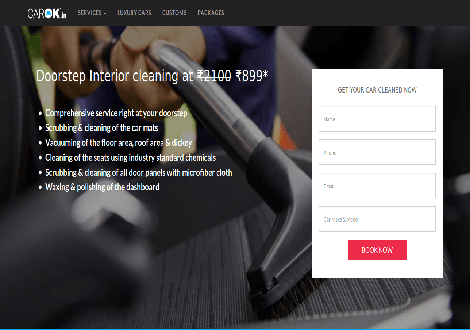 CAROK.in SERVICES LUXURY CARS CUSTOMS PACKAGES
Doorstep Interior cleaning at ₹2100 ₹899*
• Comprehensive service right at your doorstep
• Scrubbing & cleaning of the car mats
• Vacuuming of the floor area, roof area & dickey
• Cleaning of the seats using industry standard chemicals
• Scrubbing & cleaning of all door panels with microfiber cloth
• Waxing & polishing of the dashboard
GET YOUR CAR CLEANED NOW
Name
Phone
Email
Car Make & Model
BOOK NOW